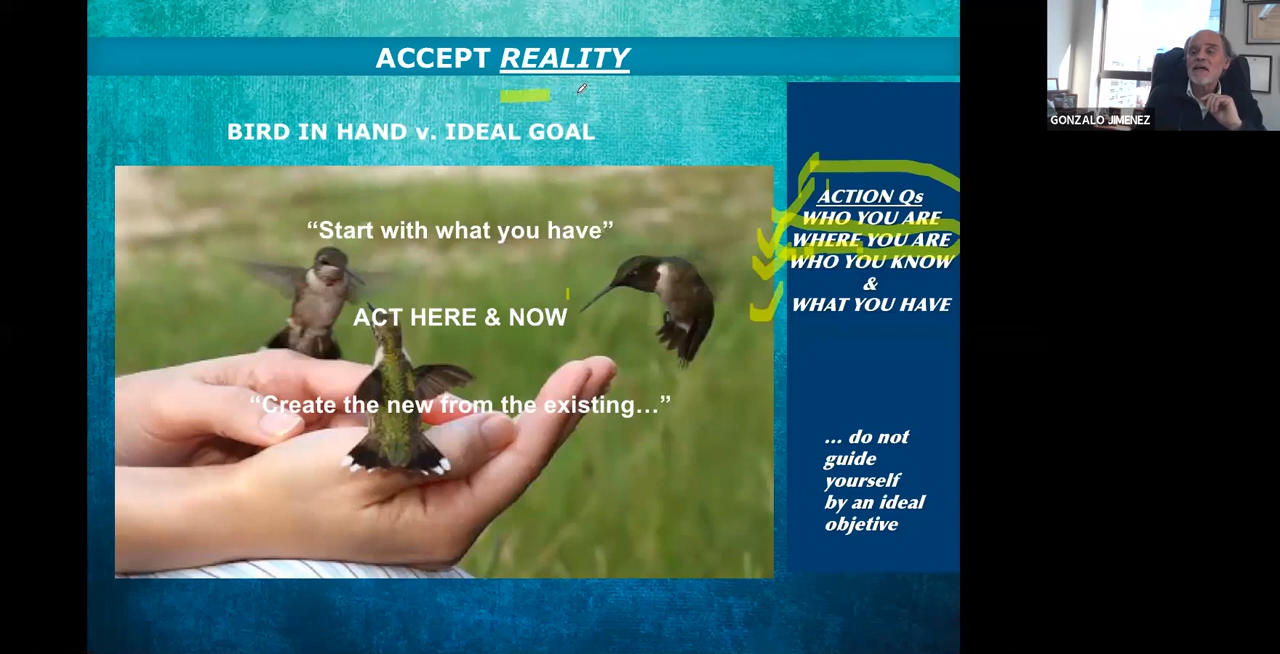 ACCEPT REALITY
BIRD IN HAND v. IDEAL GOAL
“Start with what you have”
ACT HERE & NOW
“Create the new from the existing...”
ACTION Qs
WHO YOU ARE
WHERE YOU ARE
WHO YOU KNOW
&
WHAT YOU HAVE
... do not
guide
yourself
by an ideal
objetive
GONZALO JIMENEZ